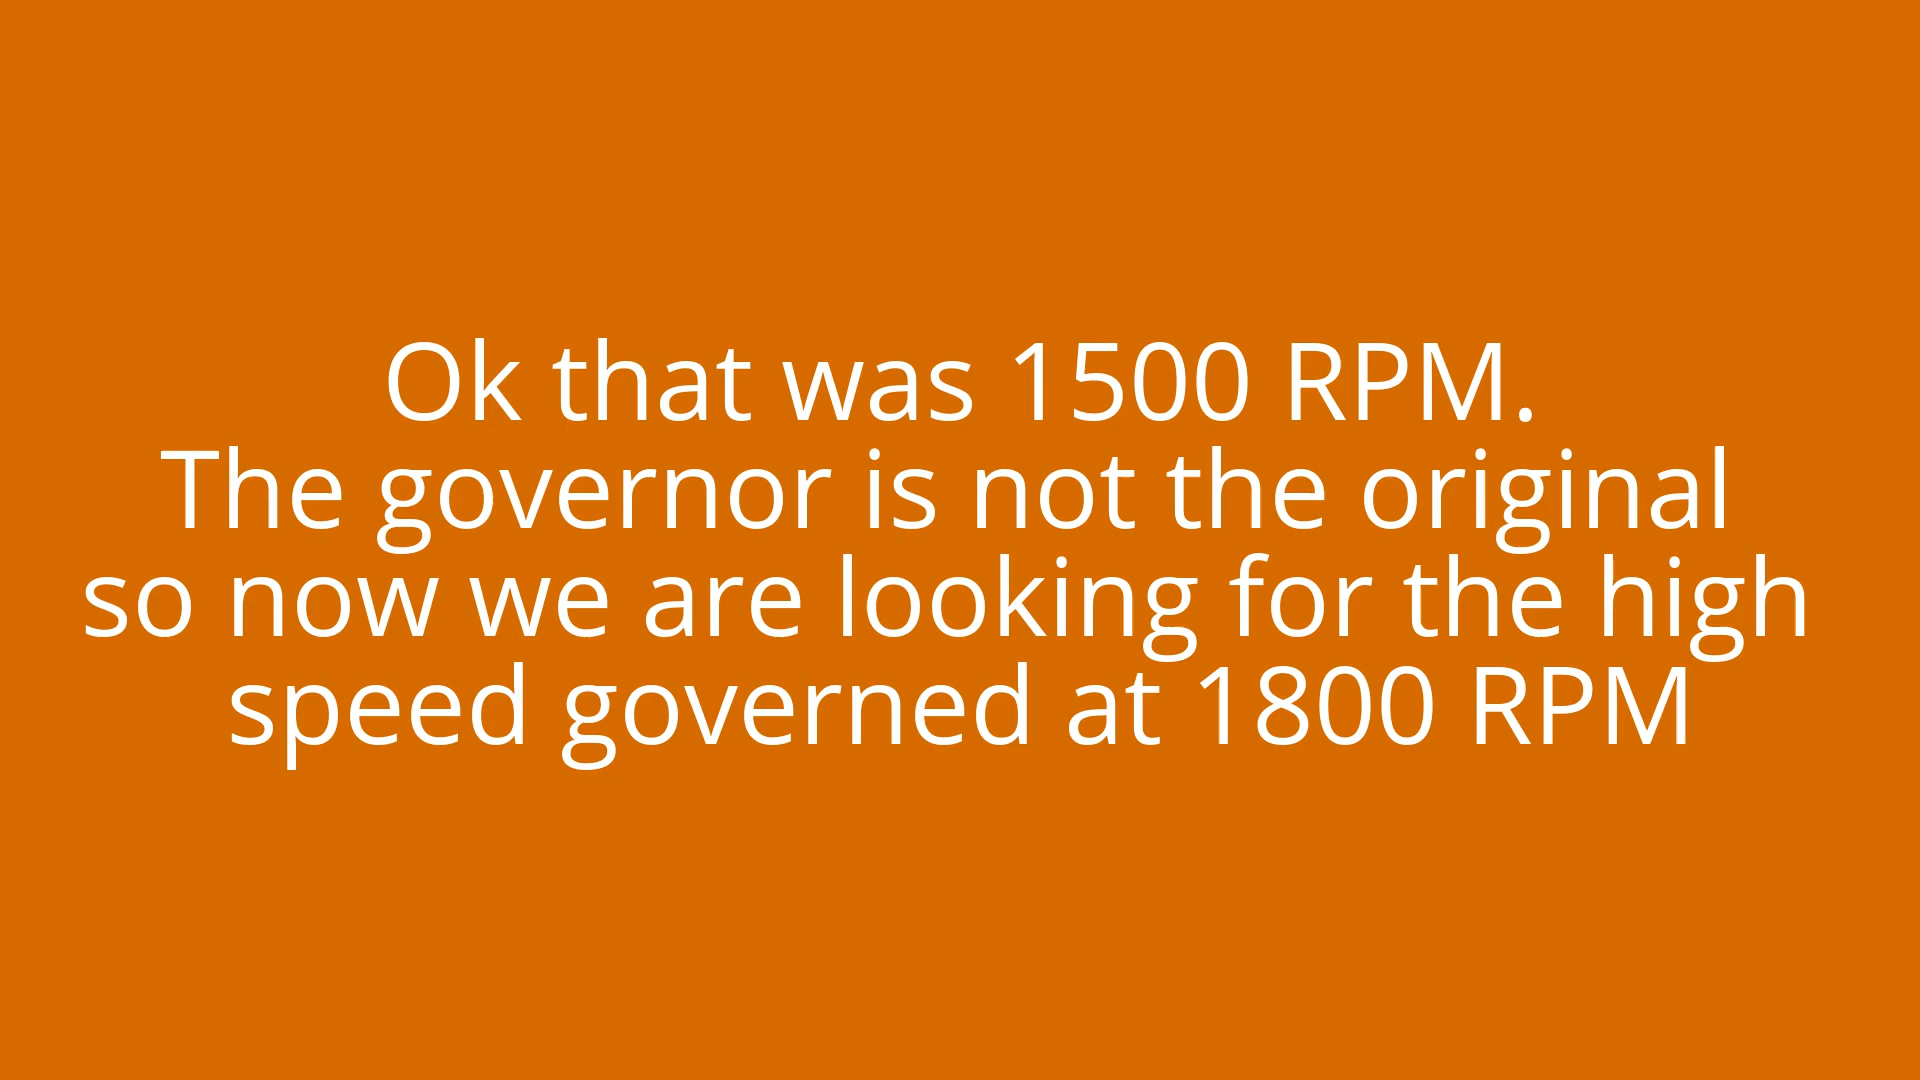 Ok that was 1500 RPM.
The governor is not the original
so now we are looking for the high
speed governed at 1800 RPM